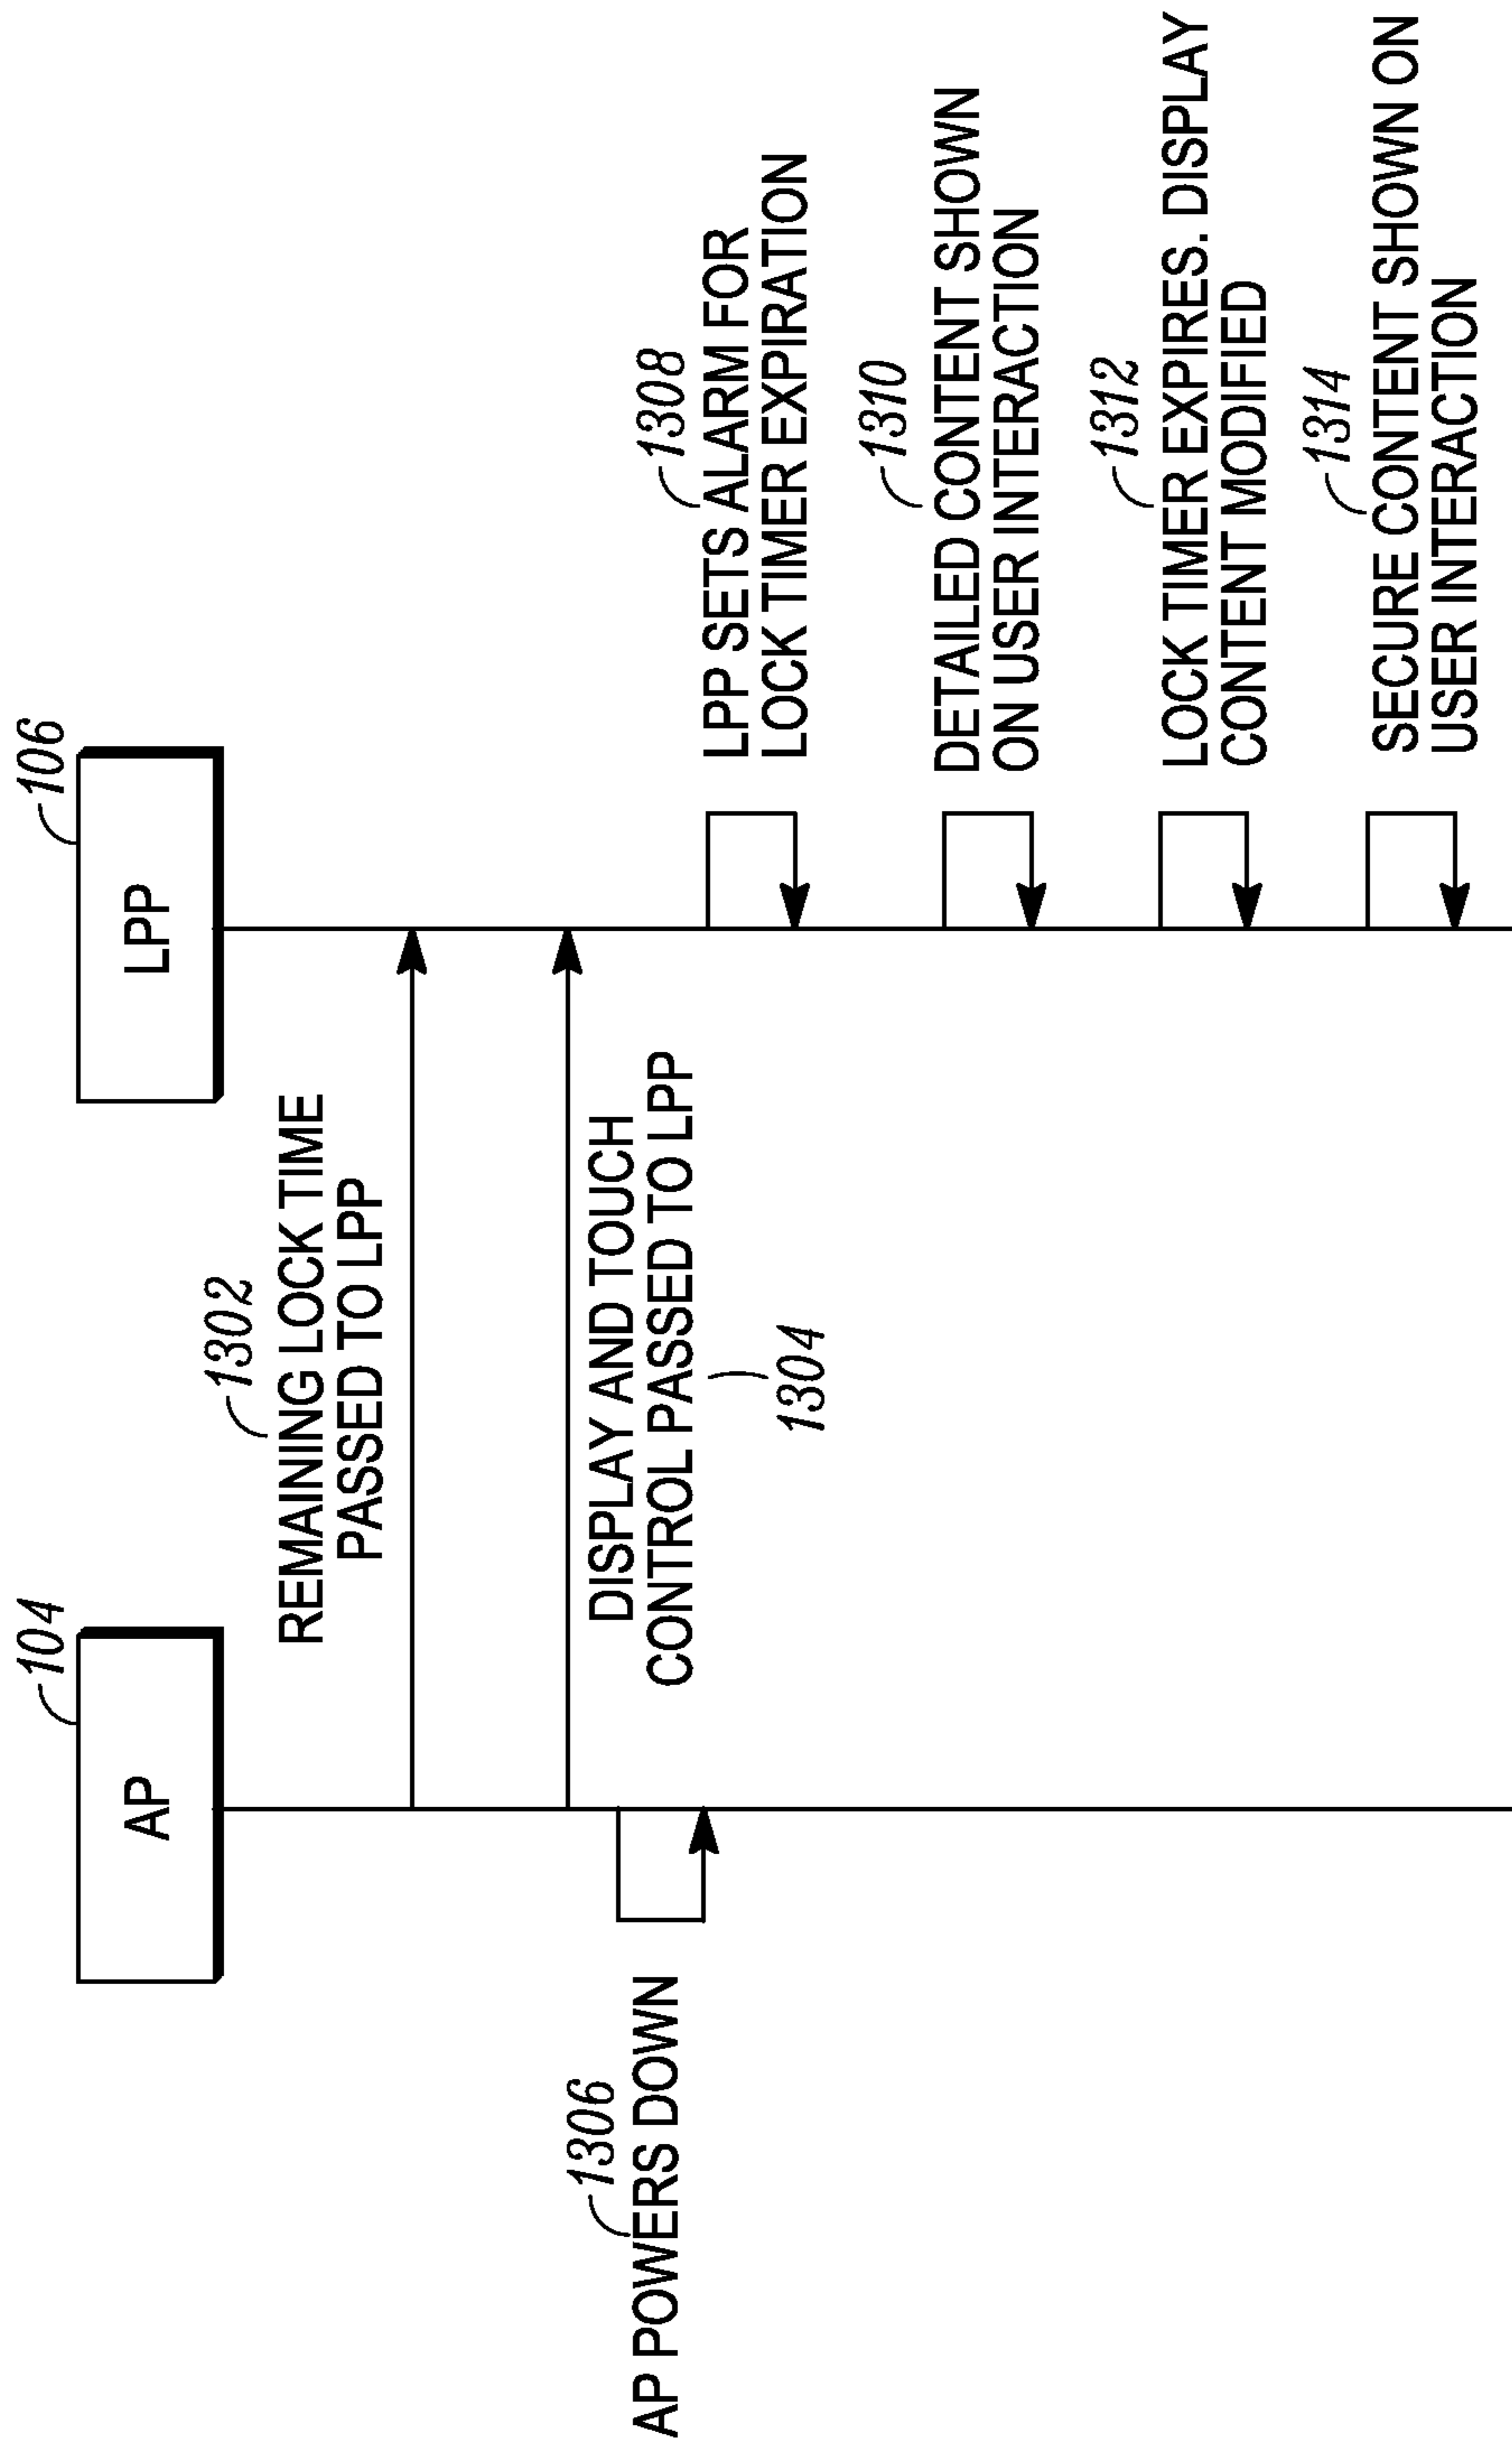 104
AP
106
LPP
1302
REMAINING LOCK TIME
PASSED TO LPP
DISPLAY AND TOUCH
CONTROL PASSED TO LPP
1304
1306
AP POWERS DOWN
1308
LPP SETS ALARM FOR
LOCK TIMER EXPIRATION
1310
DETAILED CONTENT SHOWN
ON USER INTERACTION
1312
LOCK TIMER EXPIRES. DISPLAY
CONTENT MODIFIED
1314
SECURE CONTENT SHOWN ON
USER INTERACTION